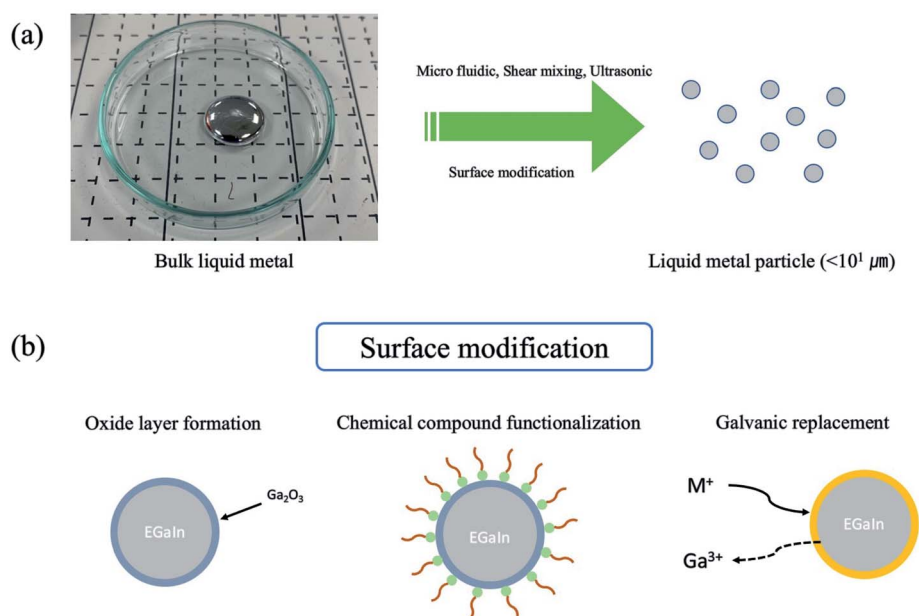 (a)
Micro fluidic, Shear mixing, Ultrasonic
Surface modification
Bulk liquid metal
Liquid metal particle (<10¹ ㎛)
(b)
Surface modification
Oxide layer formation
Chemical compound functionalization
Galvanic replacement
Ga₂O₃
EGaIn
EGaIn
M⁺
EGaIn
Ga³⁺